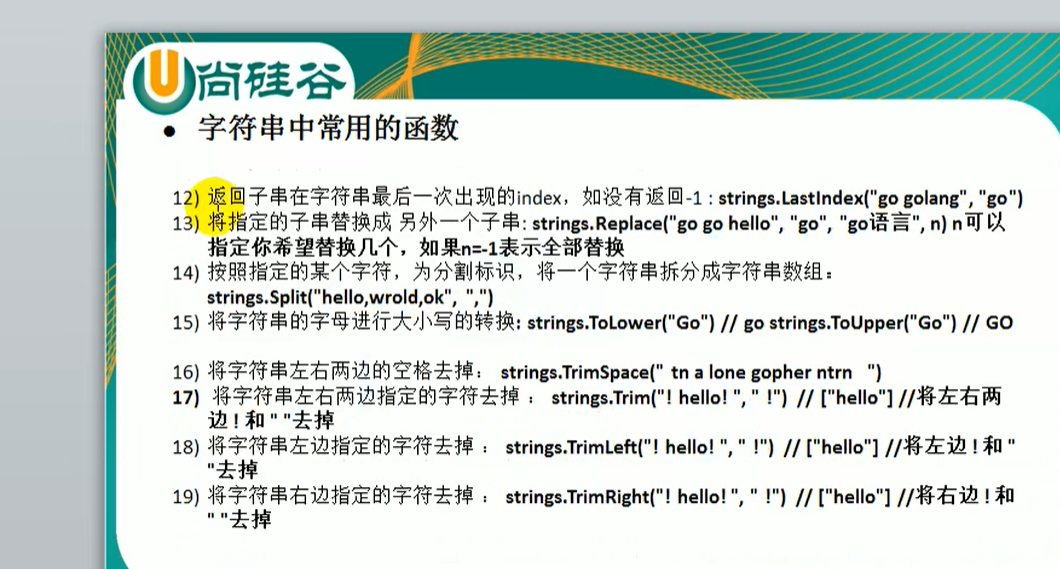 尚硅谷
● 字符串中常用的函数
12) 返回子串在字符串最后一次出现的index，如没有返回-1 : strings.LastIndex("go golang", "go")
13) 将指定的子串替换成 另外一个子串: strings.Replace("go go hello", "go", "go语言", n) n可以
指定你希望替换几个，如果n=-1表示全部替换
14) 按照指定的某个字符，为分割标识，将一个字符串拆分成字符串数组：
strings.Split("hello,wrold,ok", ",")
15) 将字符串的字母进行大小写的转换: strings.ToLower("Go") // go strings.ToUpper("Go") // GO
16) 将字符串左右两边的空格去掉： strings.TrimSpace(" tn a lone gopher ntrn   ")
17) 将字符串左右两边指定的字符去掉 ： strings.Trim("! hello! ", " !") // ["hello"] //将左右两
边 ! 和 " "去掉
18) 将字符串左边指定的字符去掉 ： strings.TrimLeft("! hello! ", " !") // ["hello"] //将左边 ! 和 "
"去掉
19) 将字符串右边指定的字符去掉 ： strings.TrimRight("! hello! ", " !") // ["hello"] //将右边 ! 和
" "去掉